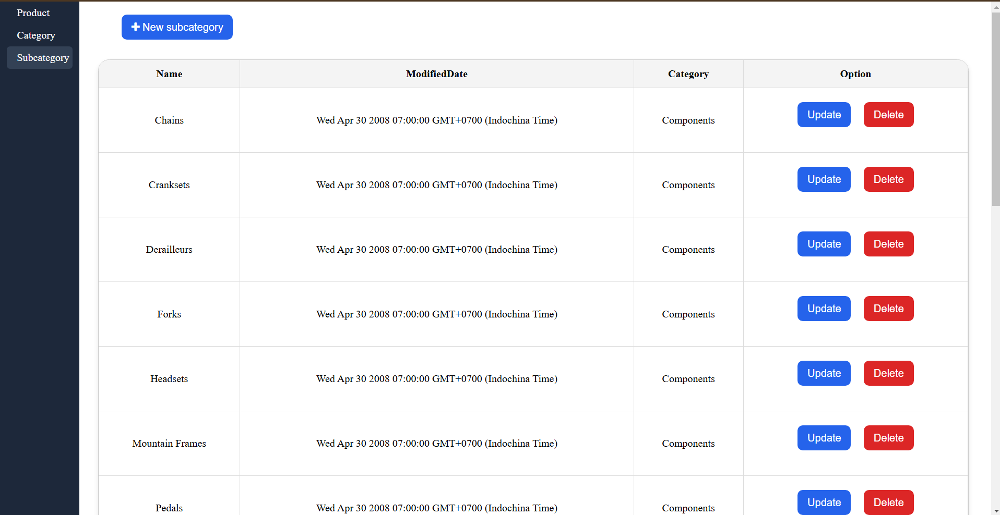 Product
Category
Subcategory
New subcategory
Name ModifiedDate Category Option
Chains Wed Apr 30 2008 07:00:00 GMT+0700 (Indochina Time) Components Update Delete
Cranksets Wed Apr 30 2008 07:00:00 GMT+0700 (Indochina Time) Components Update Delete
Derailleurs Wed Apr 30 2008 07:00:00 GMT+0700 (Indochina Time) Components Update Delete
Forks Wed Apr 30 2008 07:00:00 GMT+0700 (Indochina Time) Components Update Delete
Headsets Wed Apr 30 2008 07:00:00 GMT+0700 (Indochina Time) Components Update Delete
Mountain Frames Wed Apr 30 2008 07:00:00 GMT+0700 (Indochina Time) Components Update Delete
Pedals Wed Apr 30 2008 07:00:00 GMT+0700 (Indochina Time) Components Update Delete